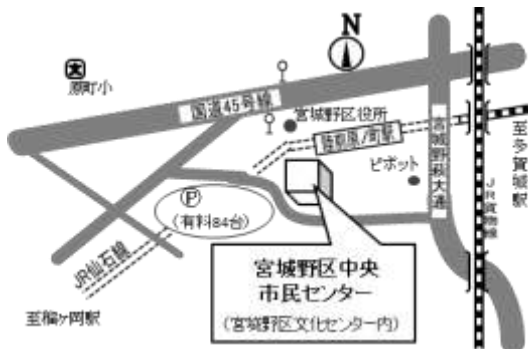 N
文
原町小
国道45号線
宮城野区役所
陸前原ノ町駅
宮城野萩大通
至多賀城駅
JR貨物線
ピボット
P
(有料84台)
JR仙石線
至榴ヶ岡駅
宮城野区中央
市民センター
(宮城野区文化センター内)